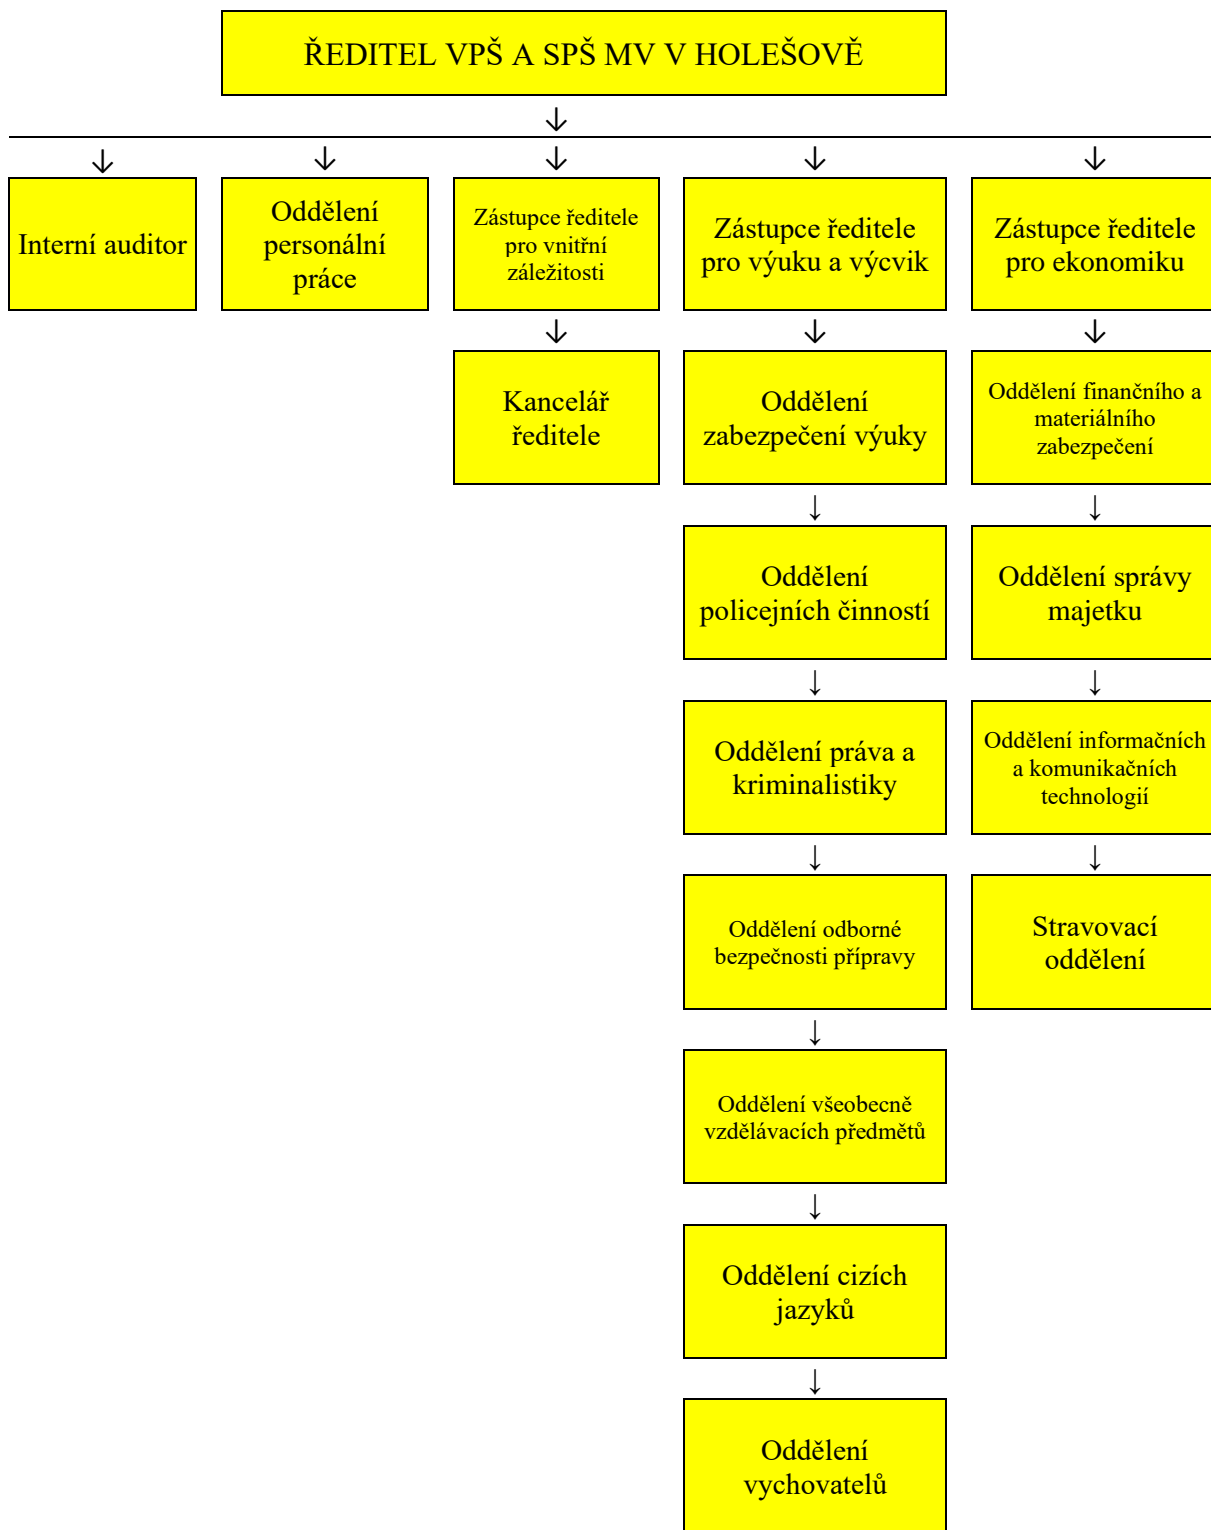 ŘEDITEL VPŠ A SPŠ MV V HOLEŠOVĚ
Interní auditor
Oddělení
personální
práce
Zástupce ředitele
pro vnitřní
záležitosti
Zástupce ředitele
pro výuku a výcvik
Zástupce ředitele
pro ekonomiku
Kancelář
ředitele
Oddělení
zabezpečení výuky
Oddělení finančního a
materiálního
zabezpečení
Oddělení
policejních činností
Oddělení správy
majetku
Oddělení práva a
kriminalistiky
Oddělení informačních
a komunikačních
technologií
Oddělení odborné
bezpečnosti přípravy
Stravovací
oddělení
Oddělení všeobecně
vzdělávacích předmětů
Oddělení cizích
jazyků
Oddělení
vychovatelů